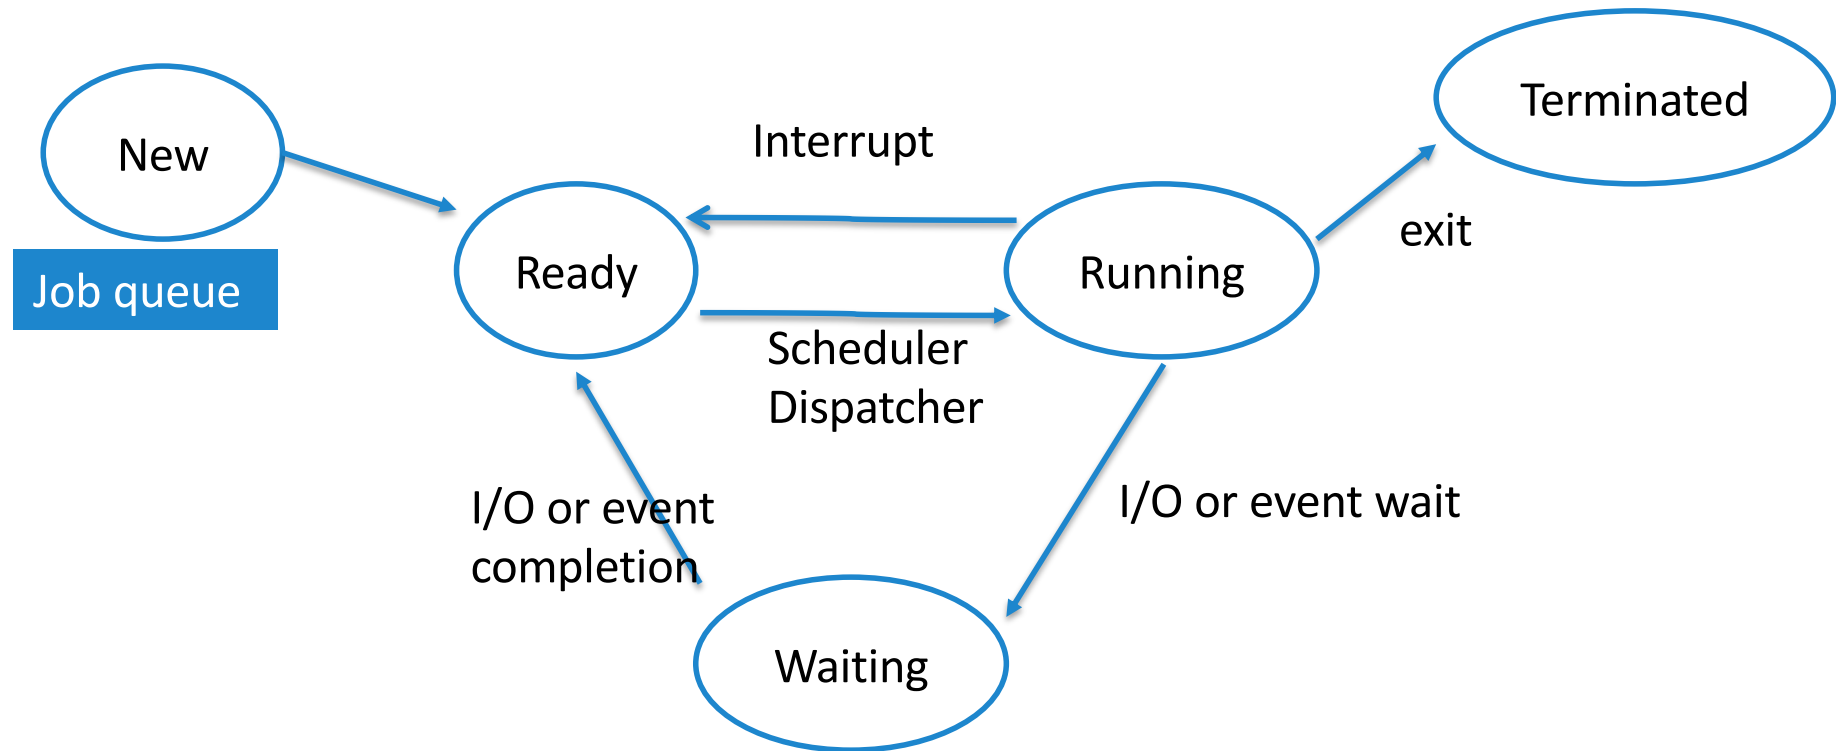 New
Job queue
Ready
Interrupt
Scheduler
Dispatcher
Running
exit
Terminated
I/O or event
completion
I/O or event wait
Waiting